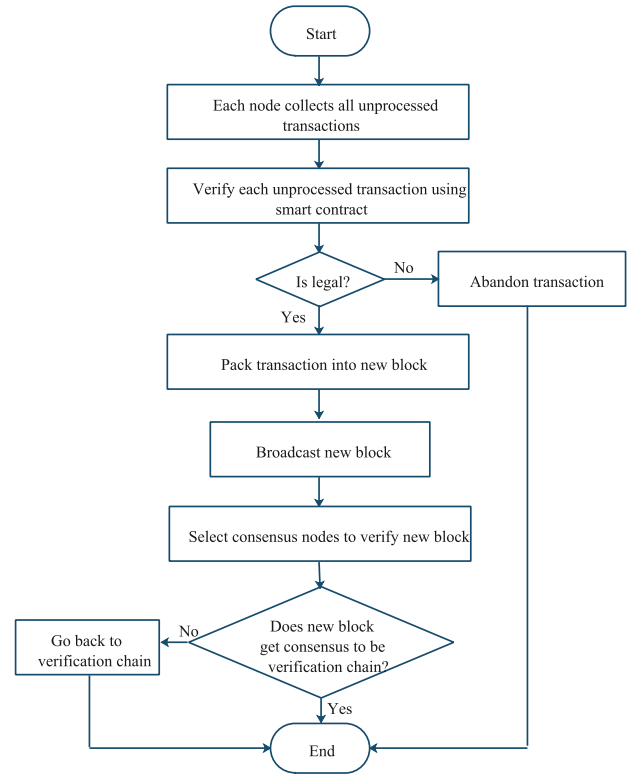 Start
Each node collects all unprocessed
transactions
Verify each unprocessed transaction using
smart contract
Is legal?
No
Abandon transaction
Yes
Pack transaction into new block
Broadcast new block
Select consensus nodes to verify new block
Does new block
get consensus to be
verification chain?
No
Go back to
verification chain
Yes
End